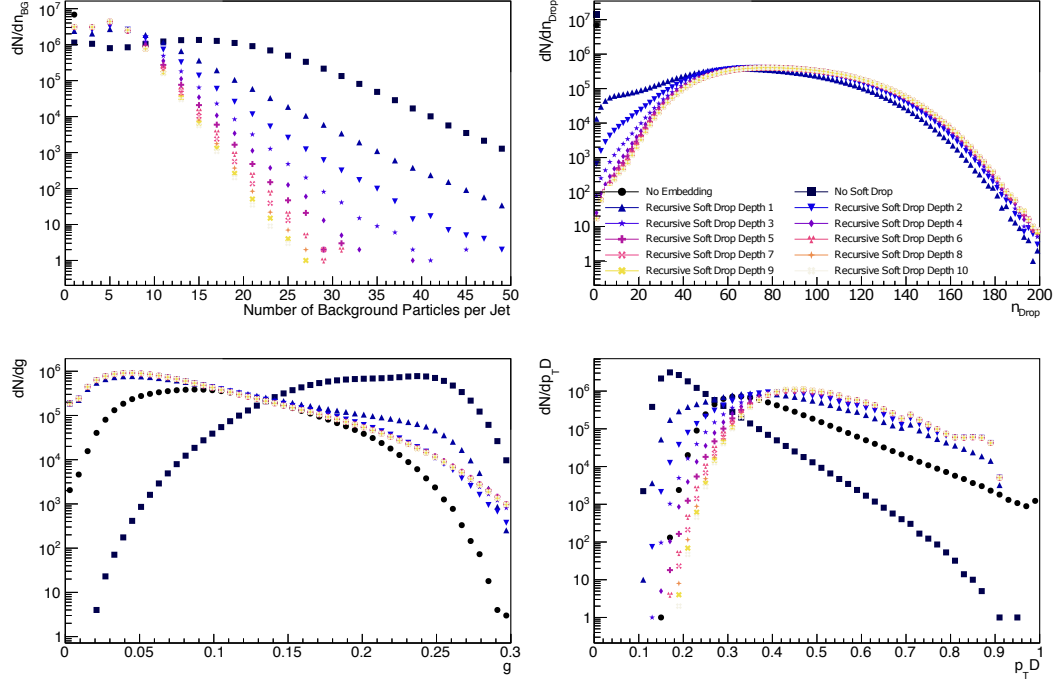 dN/dn_BG
10^7
10^6
10^5
10^4
10^3
10^2
10
1
0 5 10 15 20 25 30 35 40 45 50
Number of Background Particles per Jet
dN/dn_Drop
10^7
10^6
10^5
10^4
10^3
10^2
10
1
No Embedding
No Soft Drop
Recursive Soft Drop Depth 1
Recursive Soft Drop Depth 2
Recursive Soft Drop Depth 3
Recursive Soft Drop Depth 4
Recursive Soft Drop Depth 5
Recursive Soft Drop Depth 6
Recursive Soft Drop Depth 7
Recursive Soft Drop Depth 8
Recursive Soft Drop Depth 9
Recursive Soft Drop Depth 10
0 20 40 60 80 100 120 140 160 180 200
n_Drop
dN/dg
10^6
10^5
10^4
10^3
10^2
10
1
0 0.05 0.1 0.15 0.2 0.25 0.3
g
dN/dp_T D
10^6
10^5
10^4
10^3
10^2
10
1
0 0.1 0.2 0.3 0.4 0.5 0.6 0.7 0.8 0.9 1
p_T D